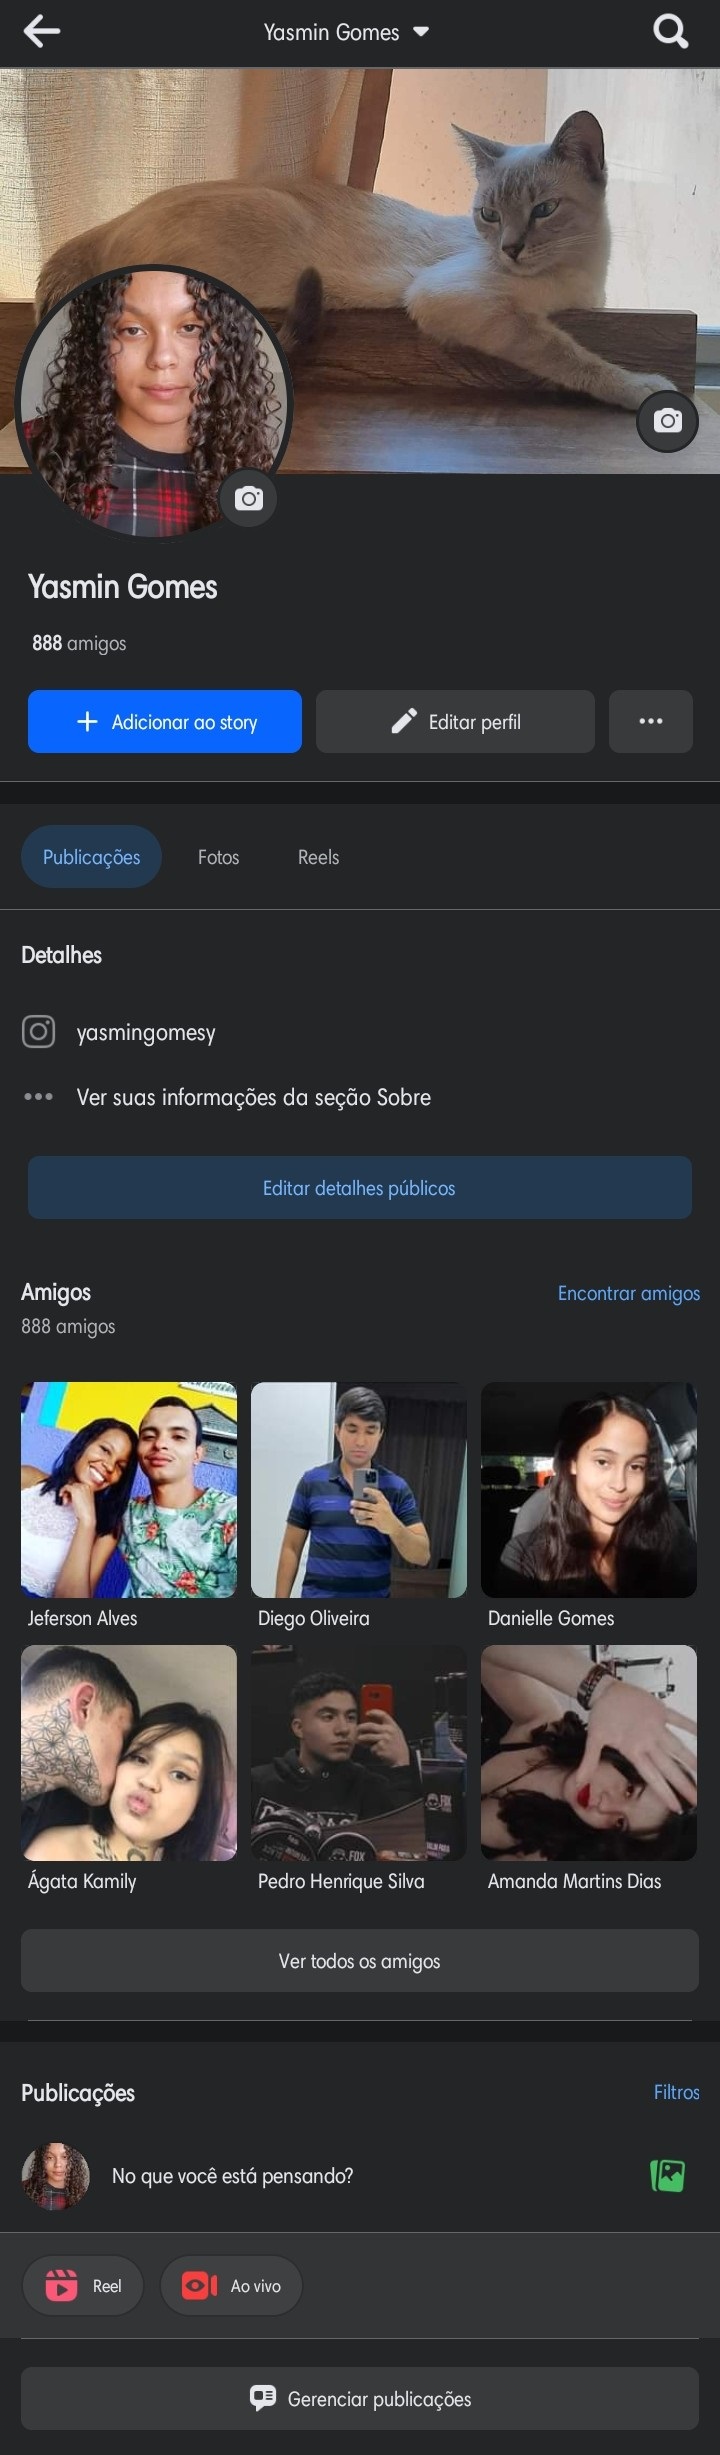 Yasmin Gomes
Yasmin Gomes
888 amigos
Adicionar ao story
Editar perfil
Publicações
Fotos
Reels
Detalhes
yasmingomesy
Ver suas informações da seção Sobre
Editar detalhes públicos
Amigos
Encontrar amigos
888 amigos
Jeferson Alves
Diego Oliveira
Danielle Gomes
FOX
Ágata Kamily
Pedro Henrique Silva
Amanda Martins Dias
Ver todos os amigos
Publicações
Filtros
No que você está pensando?
Reel
Ao vivo
Gerenciar publicações